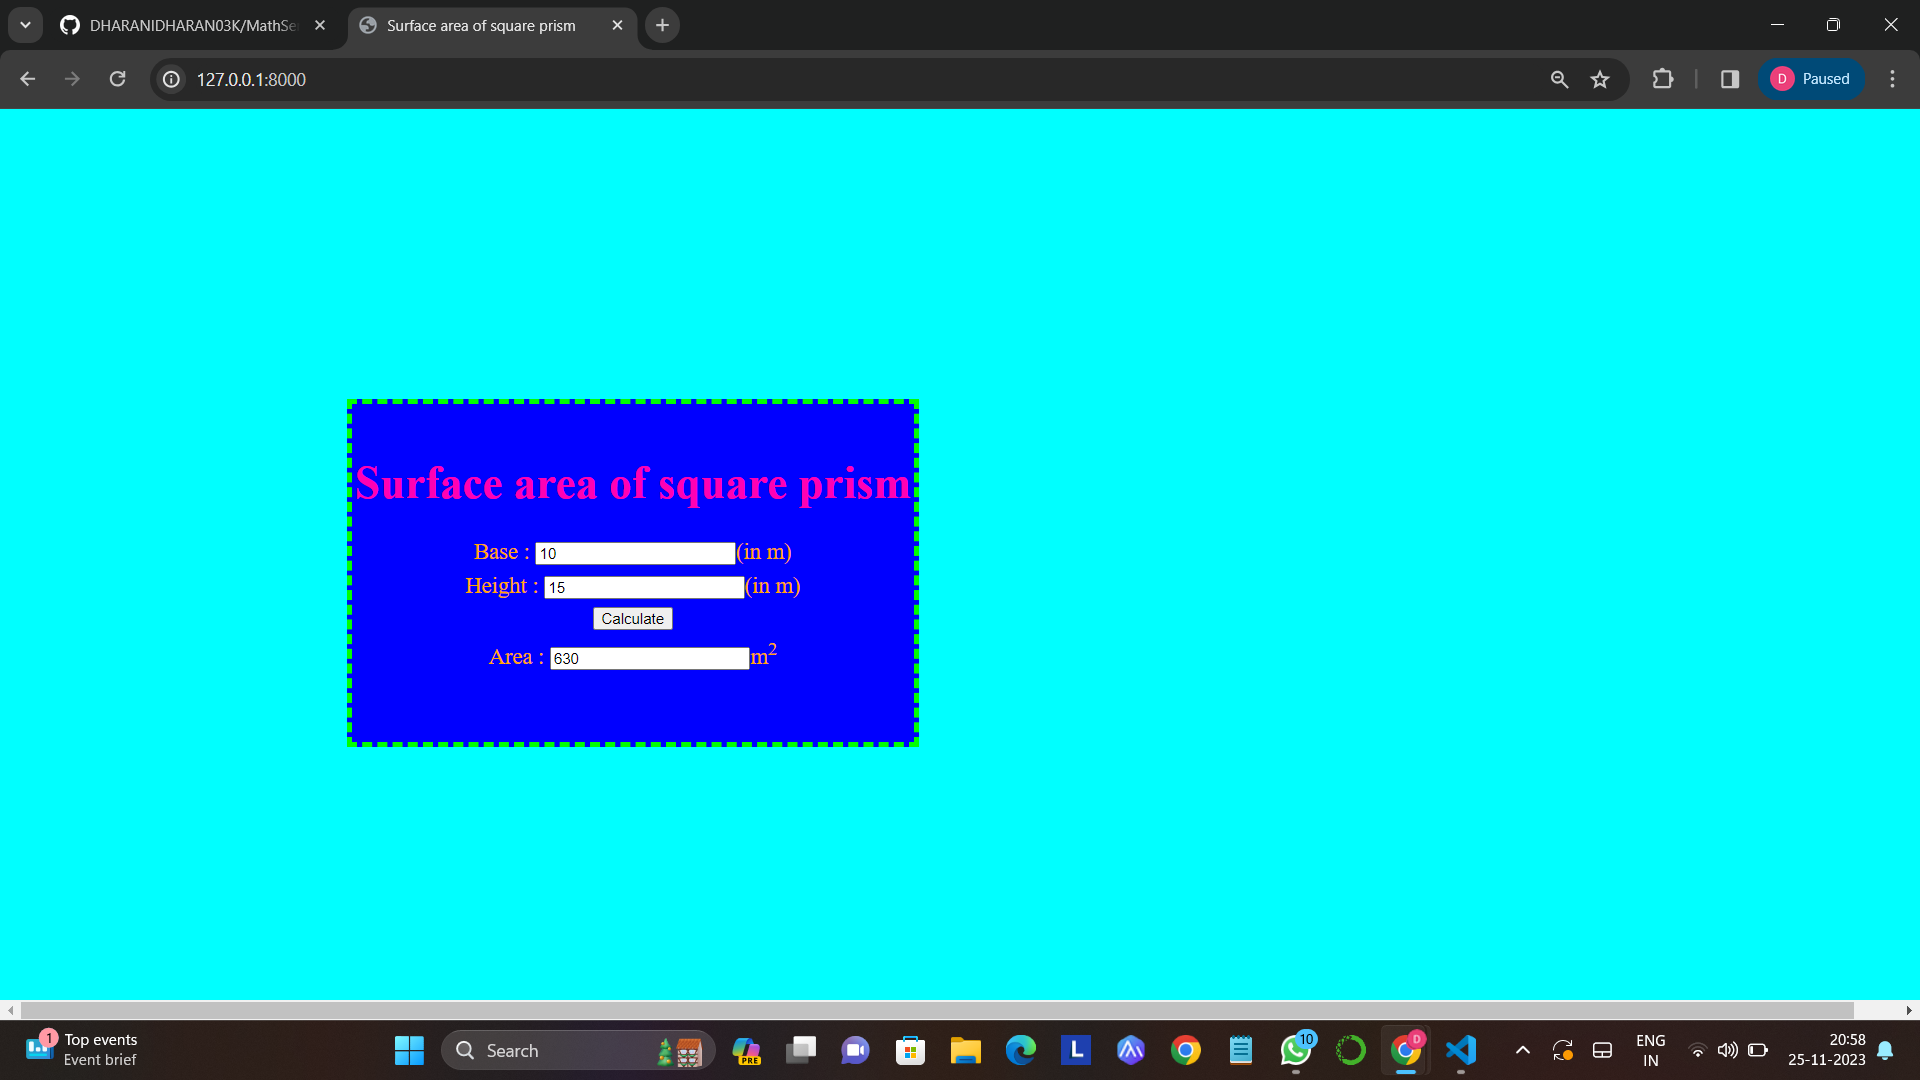 DHARANIDHARAN03K/MathSe
Surface area of square prism
127.0.0.1:8000
D Paused
Surface area of square prism
Base : 10 (in m)
Height : 15 (in m)
Calculate
Area : 630 m²
1
Top events
Event brief
Search
PRE
L
10
D
ENG
IN
20:58
25-11-2023